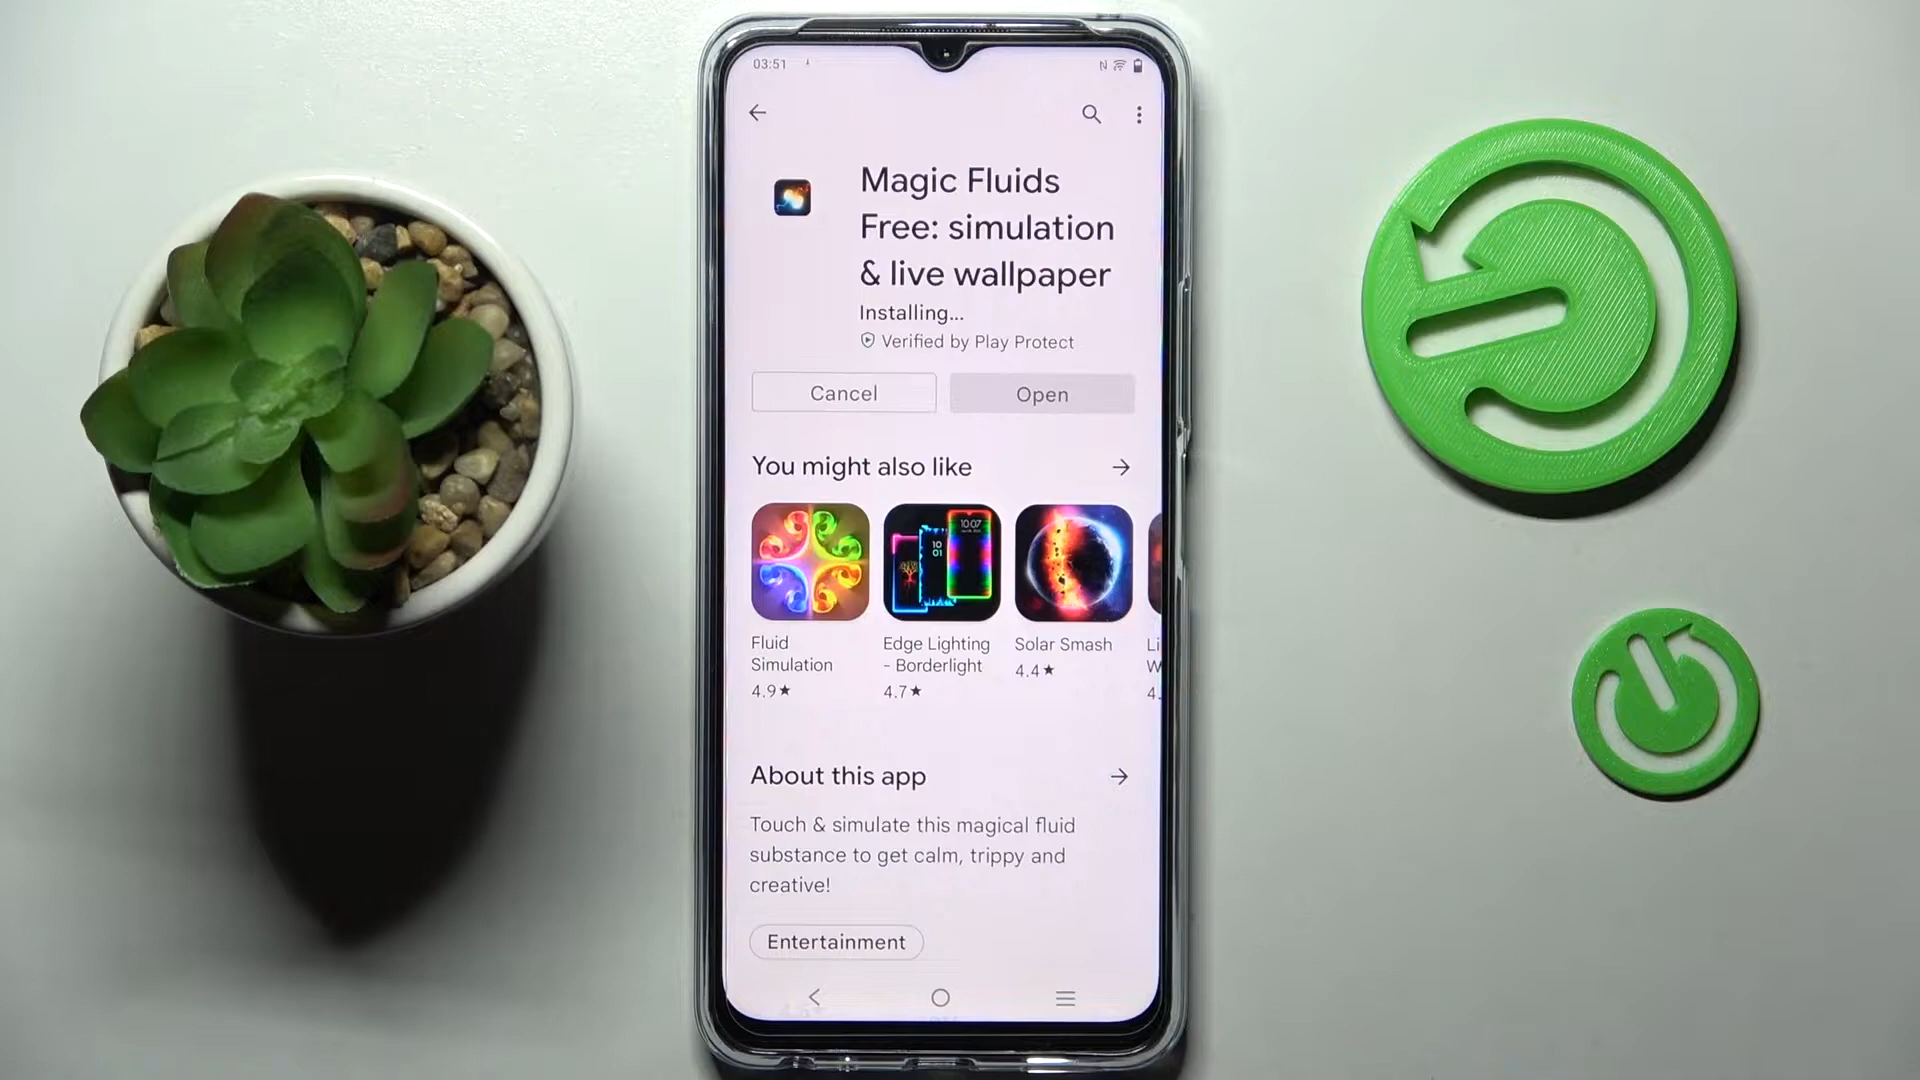 03:51
Magic Fluids
Free: simulation
& live wallpaper
Installing...
Verified by Play Protect
Cancel
Open
You might also like
Fluid
Simulation
4.9★
Edge Lighting
- Borderlight
4.7★
Solar Smash
4.4★
Li
W
4.
About this app
Touch & simulate this magical fluid
substance to get calm, trippy and
creative!
Entertainment